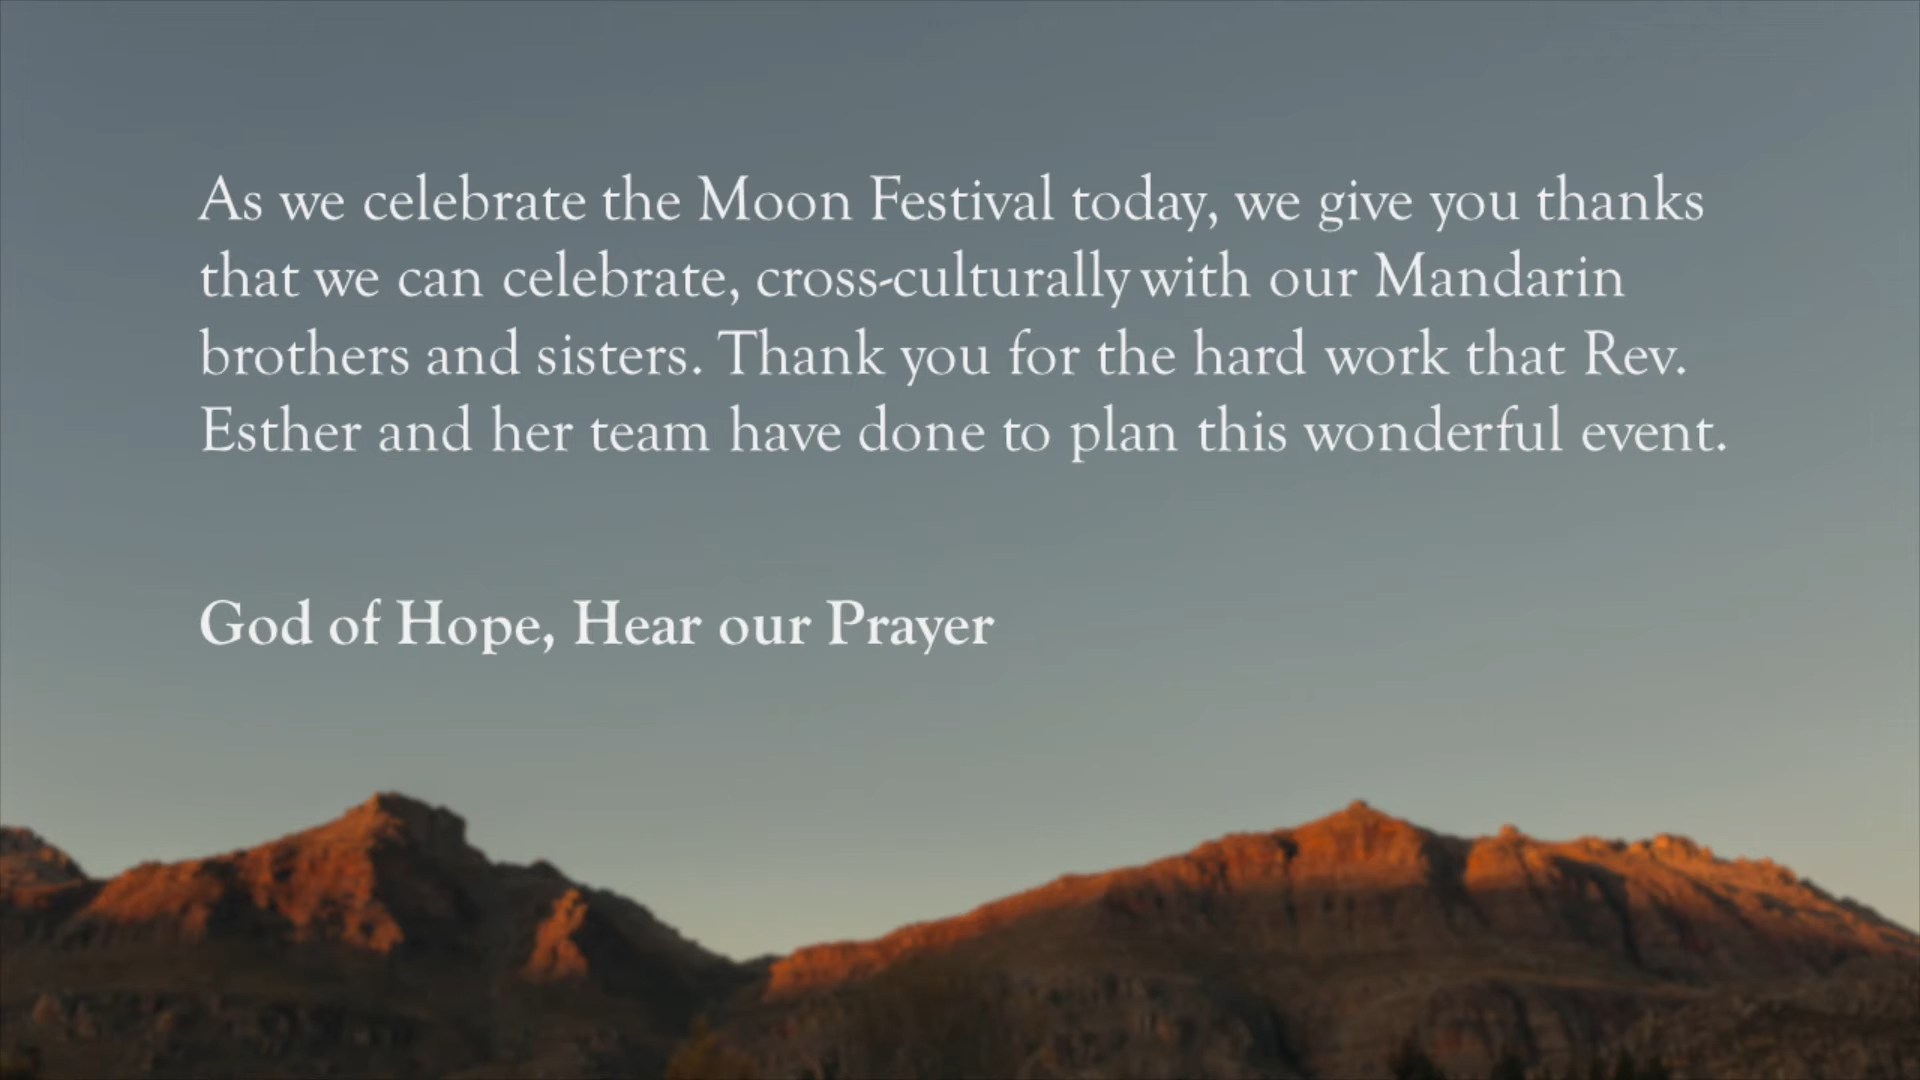 As we celebrate the Moon Festival today, we give you thanks
that we can celebrate, cross-culturally with our Mandarin
brothers and sisters. Thank you for the hard work that Rev.
Esther and her team have done to plan this wonderful event.
God of Hope, Hear our Prayer